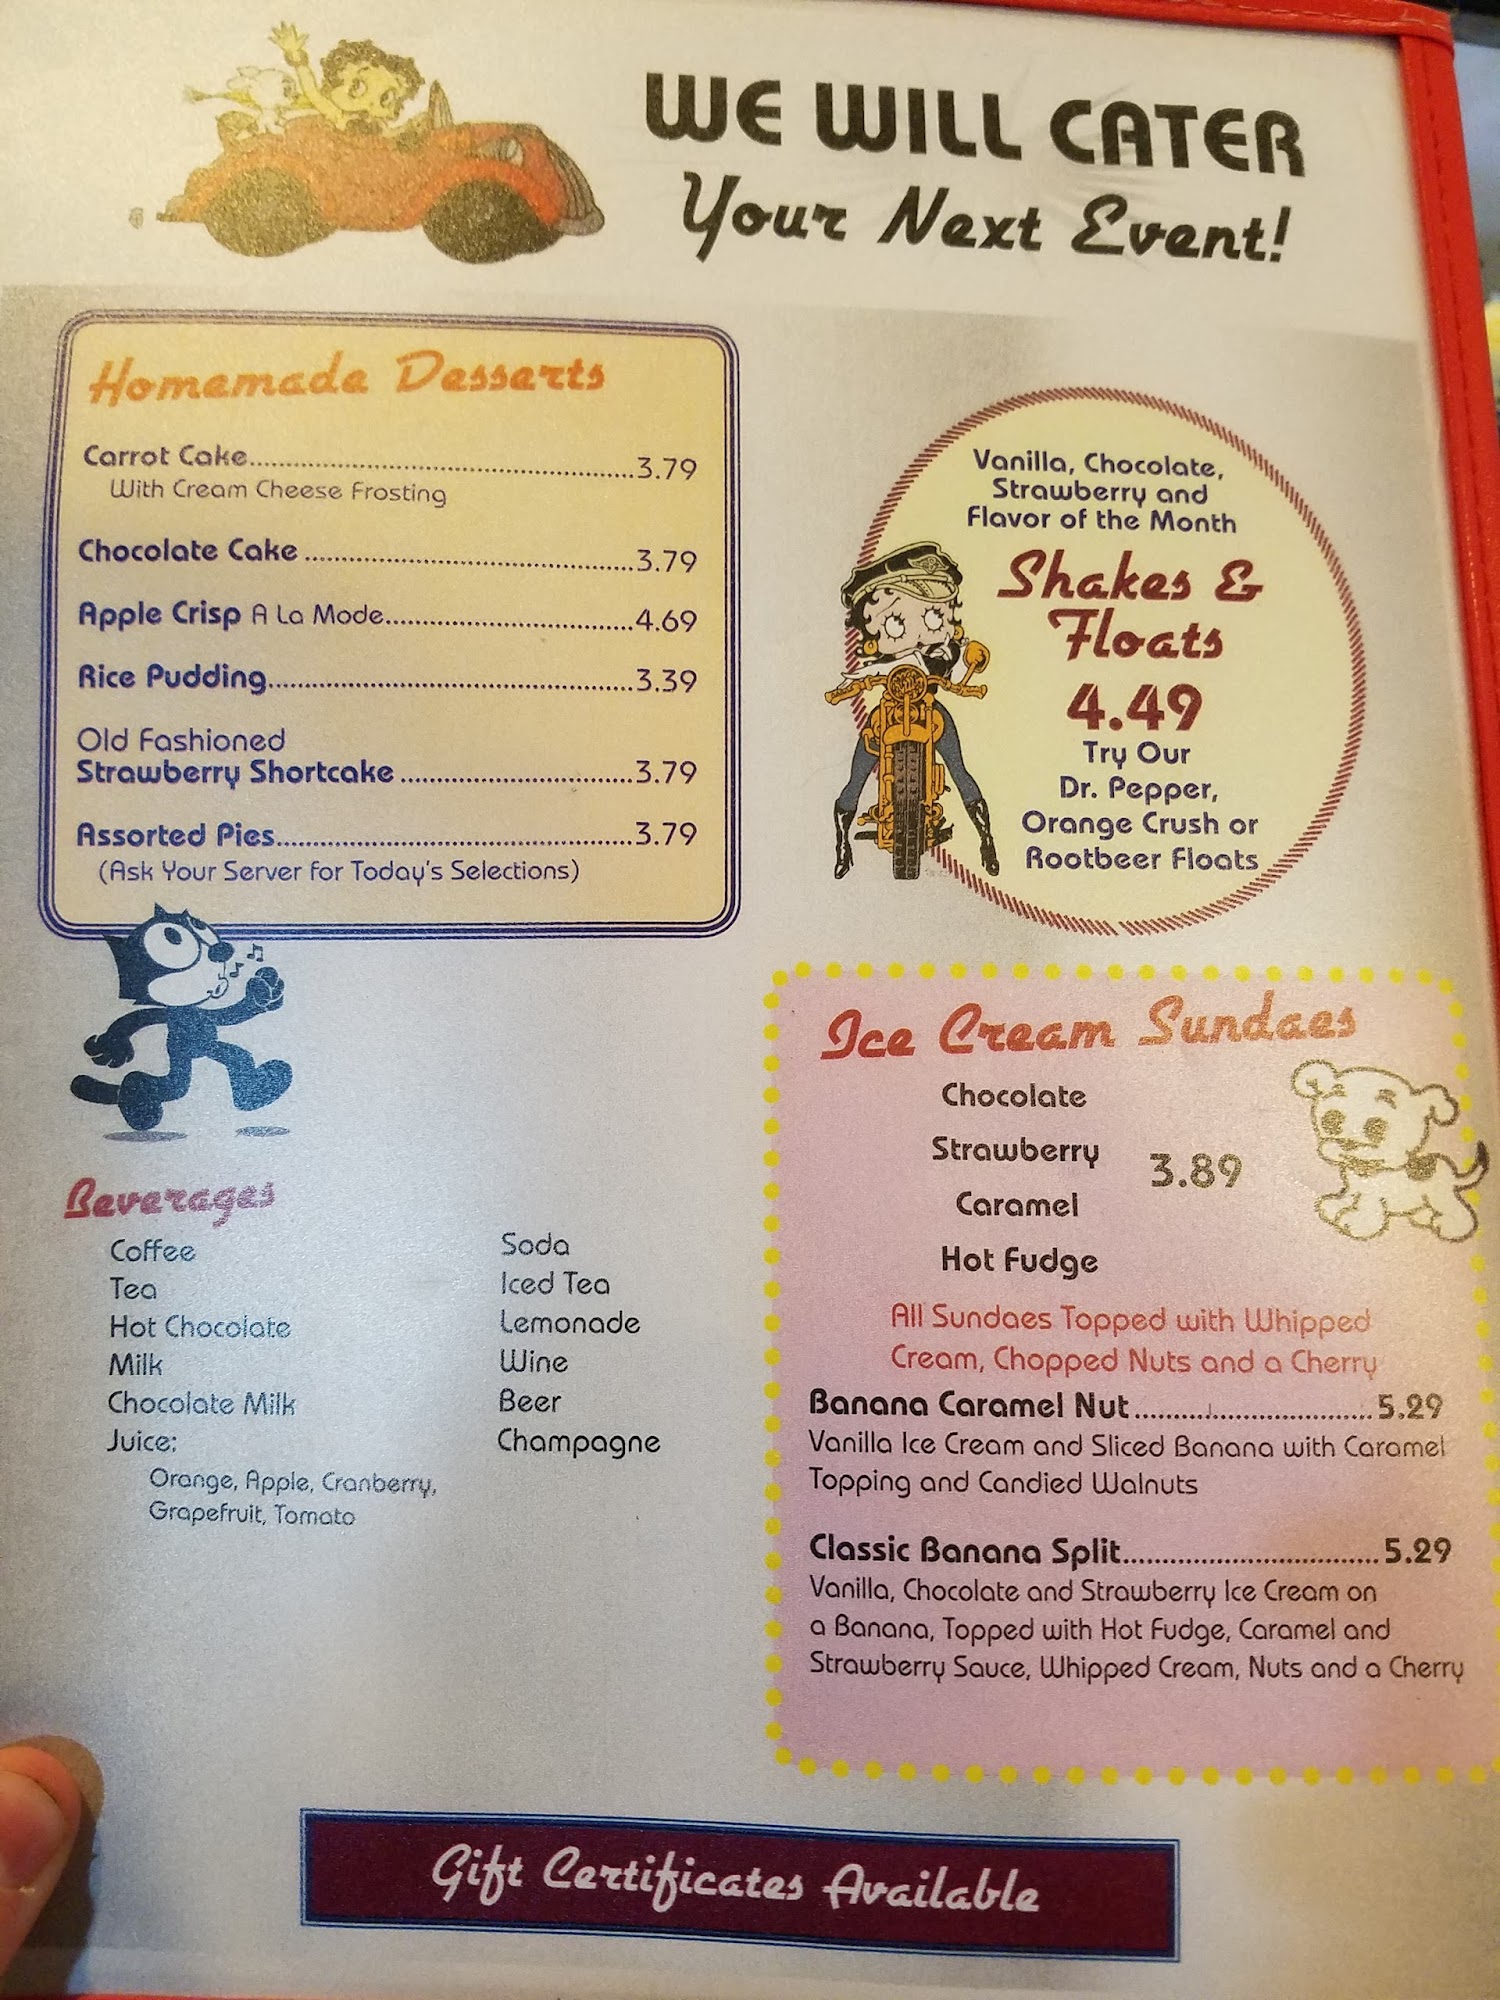 WE WILL CATER
Your Next Event!
Homemade Desserts
Carrot Cake..........3.79
With Cream Cheese Frosting
Chocolate Cake..........3.79
Apple Crisp A La Mode..........4.69
Rice Pudding..........3.39
Old Fashioned
Strawberry Shortcake..........3.79
Assorted Pies..........3.79
(Ask Your Server for Today's Selections)
Vanilla, Chocolate,
Strawberry and
Flavor of the Month
Shakes &
Floats
4.49
Try Our
Dr. Pepper,
Orange Crush or
Rootbeer Floats
Beverages
Coffee
Tea
Hot Chocolate
Milk
Chocolate Milk
Juice:
Orange, Apple, Cranberry,
Grapefruit, Tomato
Soda
Iced Tea
Lemonade
Wine
Beer
Champagne
Ice Cream Sundaes
Chocolate
Strawberry
Caramel
Hot Fudge
3.89
All Sundaes Topped with Whipped
Cream, Chopped Nuts and a Cherry
Banana Caramel Nut..........5.29
Vanilla Ice Cream and Sliced Banana with Caramel
Topping and Candied Walnuts
Classic Banana Split..........5.29
Vanilla, Chocolate and Strawberry Ice Cream on
a Banana, Topped with Hot Fudge, Caramel and
Strawberry Sauce, Whipped Cream, Nuts and a Cherry
Gift Certificates Available